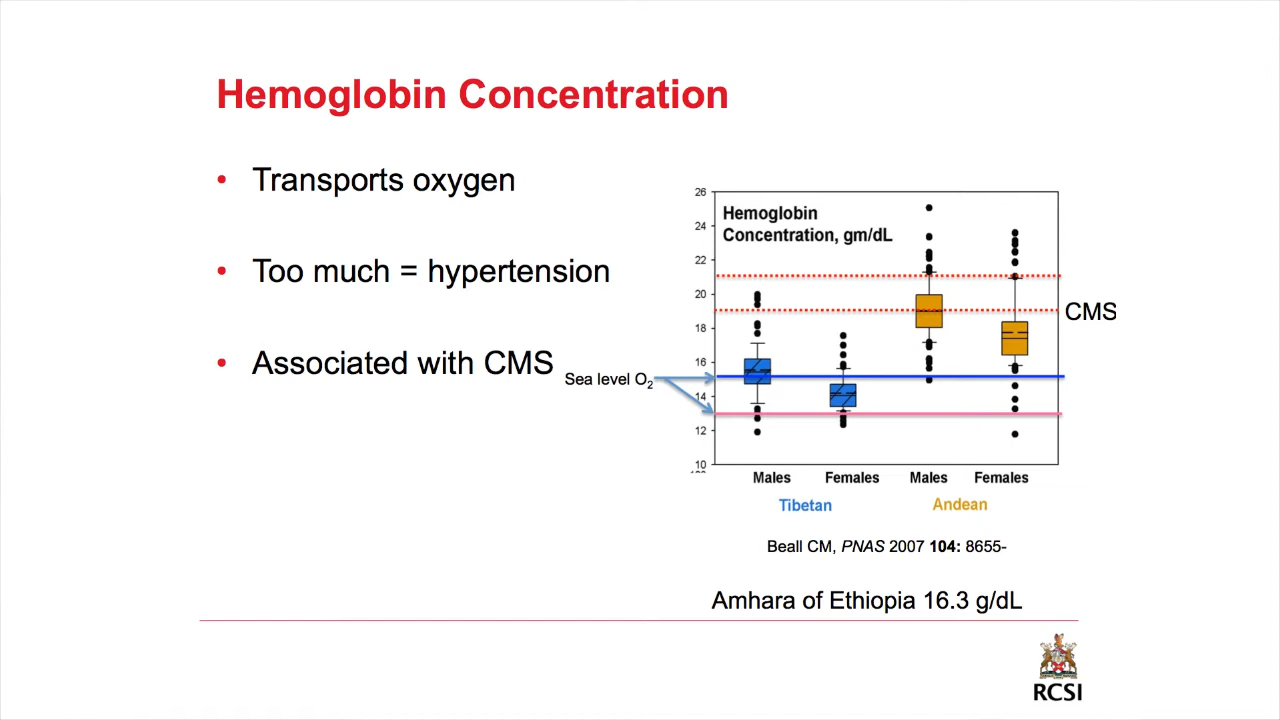 Hemoglobin Concentration
• Transports oxygen
• Too much = hypertension
• Associated with CMS
Sea level O2
26
24
22
20
18
16
14
12
10
Hemoglobin
Concentration, gm/dL
CMS
Males Females Males Females
Tibetan Andean
Beall CM, PNAS 2007 104: 8655-
Amhara of Ethiopia 16.3 g/dL
RCSI